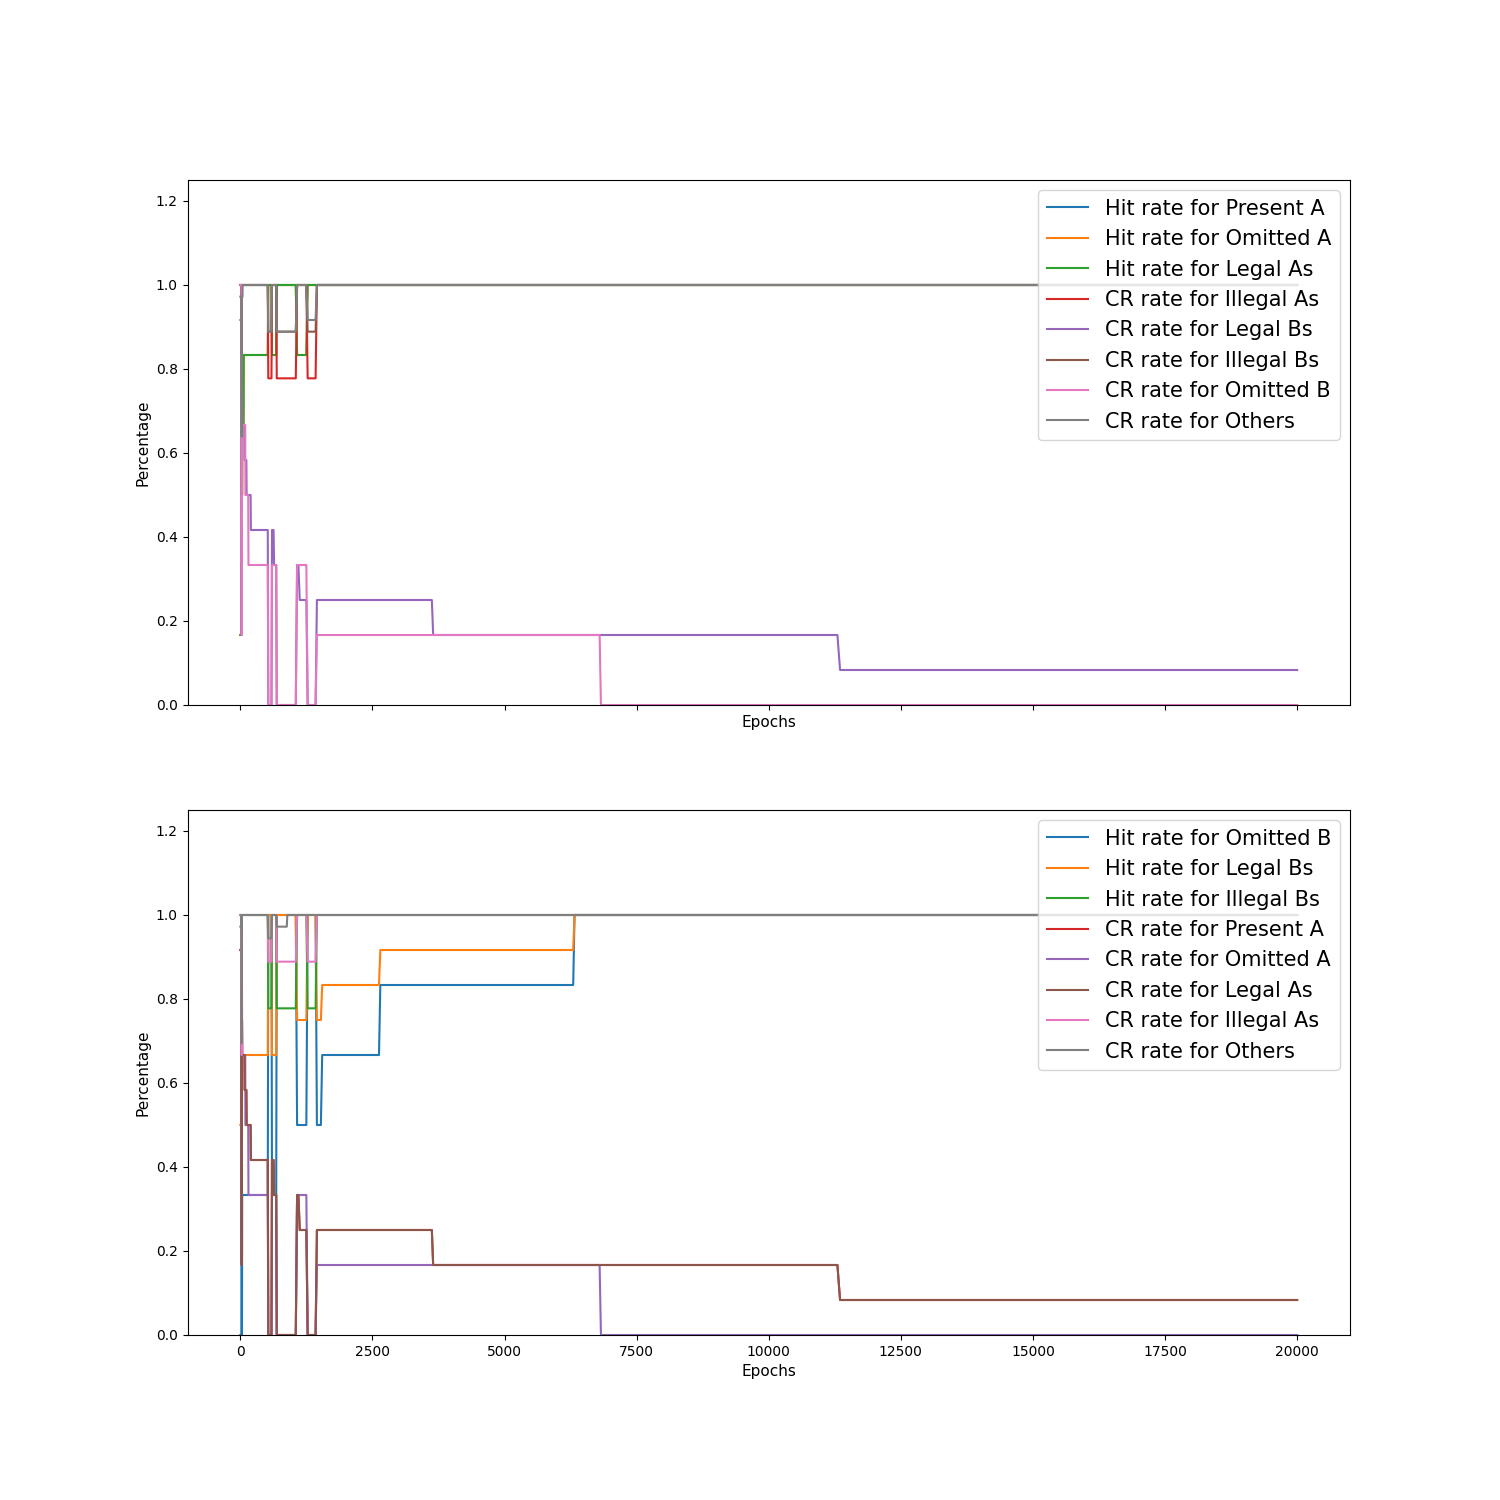 1.2
1.0
0.8
0.6
0.4
0.2
0.0
Percentage
Epochs
Hit rate for Present A
Hit rate for Omitted A
Hit rate for Legal As
CR rate for Illegal As
CR rate for Legal Bs
CR rate for Illegal Bs
CR rate for Omitted B
CR rate for Others
1.2
1.0
0.8
0.6
0.4
0.2
0.0
Percentage
0 2500 5000 7500 10000 12500 15000 17500 20000
Epochs
Hit rate for Omitted B
Hit rate for Legal Bs
Hit rate for Illegal Bs
CR rate for Present A
CR rate for Omitted A
CR rate for Legal As
CR rate for Illegal As
CR rate for Others